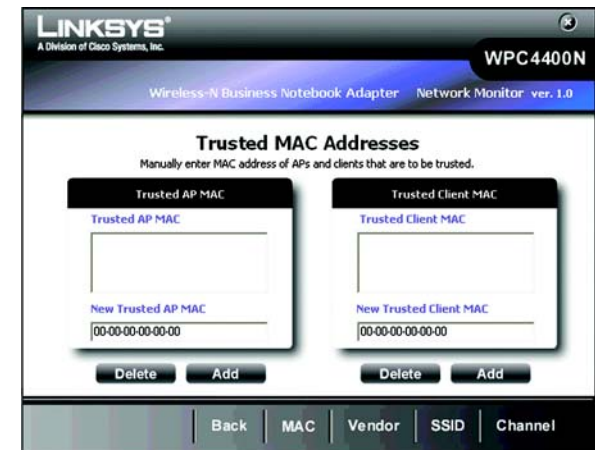 LINKSYS®
A Division of Cisco Systems, Inc.
WPC4400N
Wireless-N Business Notebook Adapter Network Monitor ver. 1.0
Trusted MAC Addresses
Manually enter MAC address of APs and clients that are to be trusted.
Trusted AP MAC
Trusted AP MAC
New Trusted AP MAC
00-00-00-00-00-00
Delete Add
Trusted Client MAC
Trusted Client MAC
New Trusted Client MAC
00-00-00-00-00-00
Delete Add
Back MAC Vendor SSID Channel